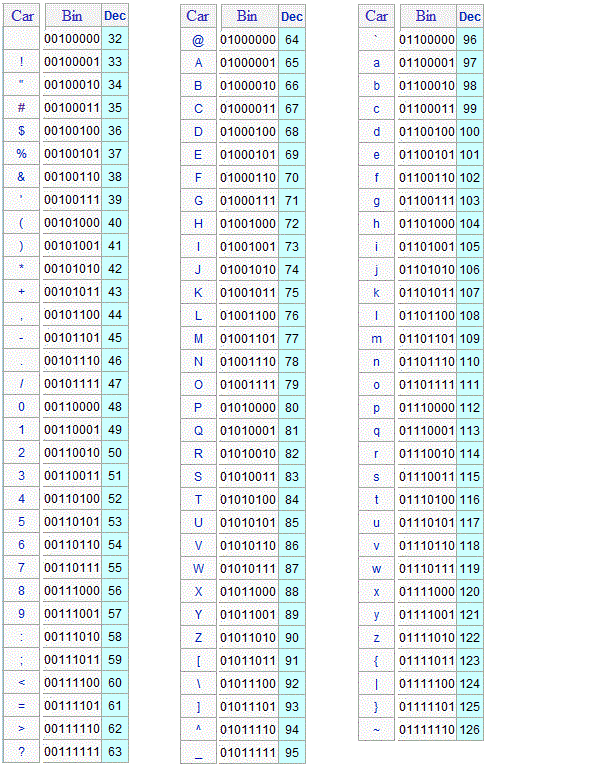 Car Bin Dec
00100000 32
! 00100001 33
" 00100010 34
# 00100011 35
$ 00100100 36
% 00100101 37
& 00100110 38
' 00100111 39
( 00101000 40
) 00101001 41
* 00101010 42
+ 00101011 43
, 00101100 44
- 00101101 45
. 00101110 46
/ 00101111 47
0 00110000 48
1 00110001 49
2 00110010 50
3 00110011 51
4 00110100 52
5 00110101 53
6 00110110 54
7 00110111 55
8 00111000 56
9 00111001 57
: 00111010 58
; 00111011 59
< 00111100 60
= 00111101 61
> 00111110 62
? 00111111 63
Car Bin Dec
@ 01000000 64
A 01000001 65
B 01000010 66
C 01000011 67
D 01000100 68
E 01000101 69
F 01000110 70
G 01000111 71
H 01001000 72
I 01001001 73
J 01001010 74
K 01001011 75
L 01001100 76
M 01001101 77
N 01001110 78
O 01001111 79
P 01010000 80
Q 01010001 81
R 01010010 82
S 01010011 83
T 01010100 84
U 01010101 85
V 01010110 86
W 01010111 87
X 01011000 88
Y 01011001 89
Z 01011010 90
[ 01011011 91
\ 01011100 92
] 01011101 93
^ 01011110 94
_ 01011111 95
Car Bin Dec
` 01100000 96
a 01100001 97
b 01100010 98
c 01100011 99
d 01100100 100
e 01100101 101
f 01100110 102
g 01100111 103
h 01101000 104
i 01101001 105
j 01101010 106
k 01101011 107
l 01101100 108
m 01101101 109
n 01101110 110
o 01101111 111
p 01110000 112
q 01110001 113
r 01110010 114
s 01110011 115
t 01110100 116
u 01110101 117
v 01110110 118
w 01110111 119
x 01111000 120
y 01111001 121
z 01111010 122
{ 01111011 123
| 01111100 124
} 01111101 125
~ 01111110 126